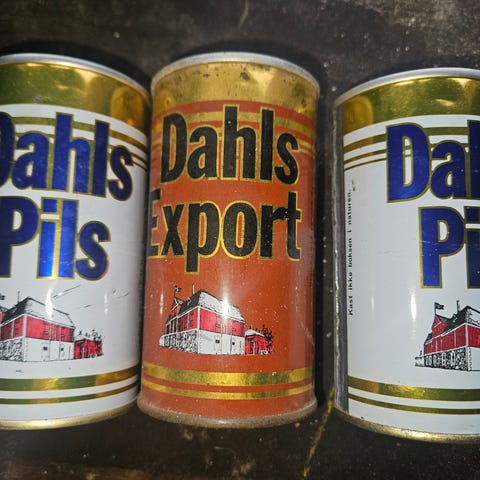 Dahls
Pils
Dahls
Export
Kast ikke boksen i naturen.
Dahls
Pils